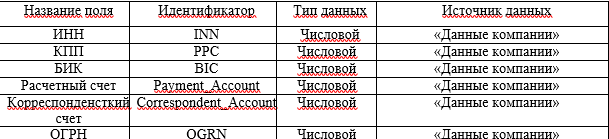 Название поля Идентификатор Тип данных Источник данных
ИНН INN Числовой «Данные компании»
КПП PPC Числовой «Данные компании»
БИК BIC Числовой «Данные компании»
Расчетный счет Payment_Account Числовой «Данные компании»
Корреспонденсткий Correspondent_Account Числовой «Данные компании»
счет
ОГРН OGRN Числовой «Данные компании»